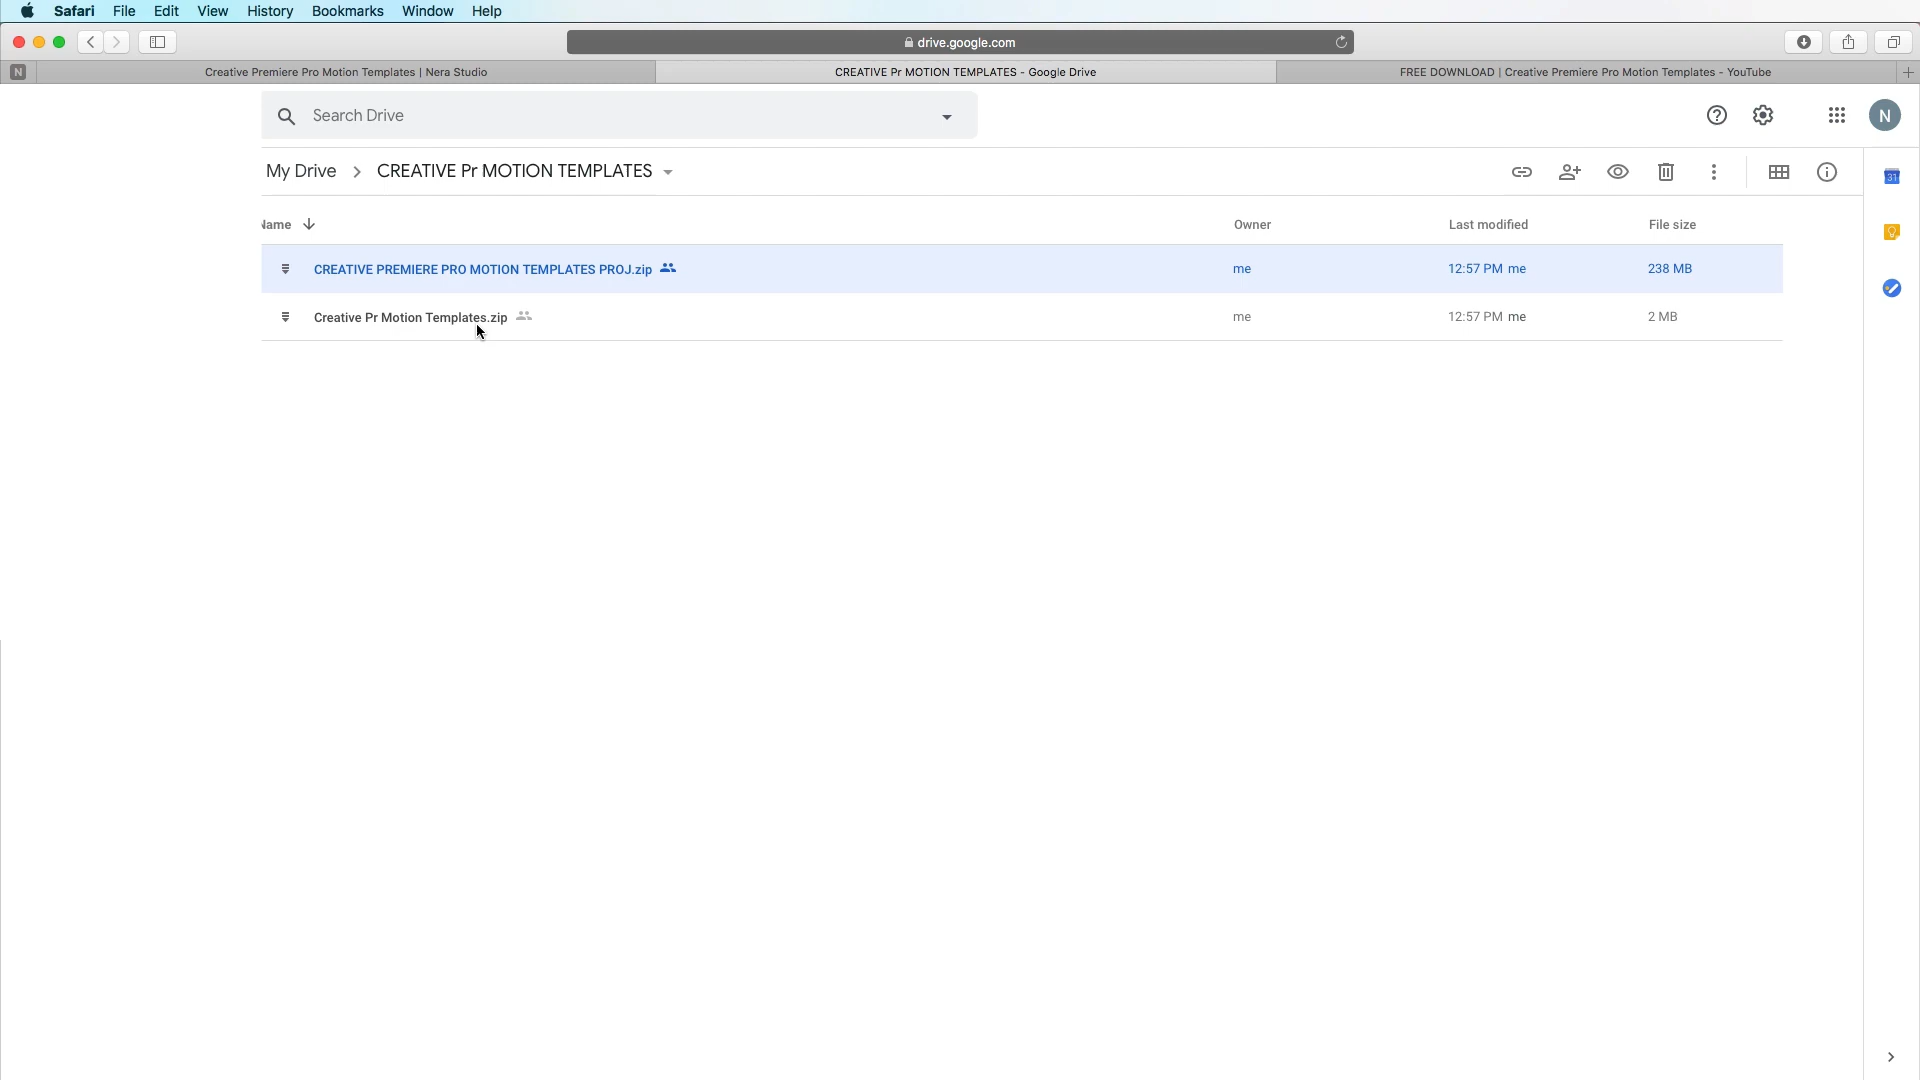 Safari File Edit View History Bookmarks Window Help
drive.google.com
N Creative Premiere Pro Motion Templates | Nera Studio CREATIVE Pr MOTION TEMPLATES - Google Drive FREE DOWNLOAD | Creative Premiere Pro Motion Templates - YouTube
Search Drive N
My Drive CREATIVE Pr MOTION TEMPLATES
31
Name Owner Last modified File size
CREATIVE PREMIERE PRO MOTION TEMPLATES PROJ.zip me 12:57 PM me 238 MB
Creative Pr Motion Templates.zip me 12:57 PM me 2 MB